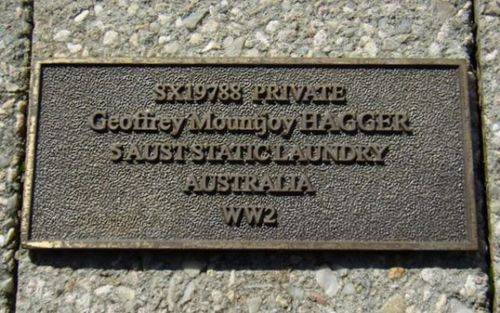 SX19788 PRIVATE
Geoffrey Mountjoy HAGGER
5 AUST STATIC LAUNDRY
AUSTRALIA
WW2